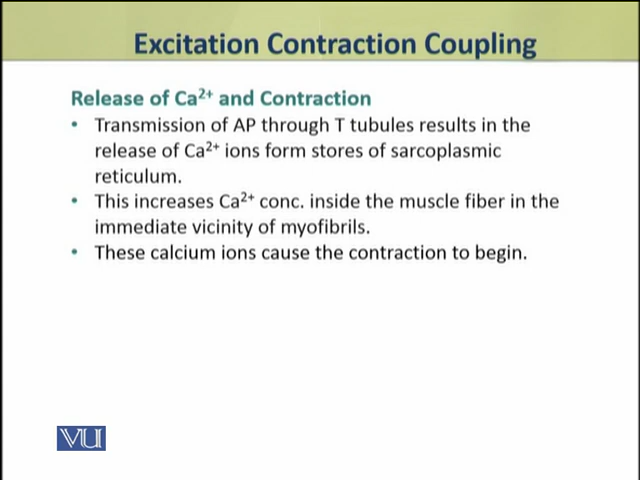 Excitation Contraction Coupling
Release of Ca²⁺ and Contraction
• Transmission of AP through T tubules results in the
release of Ca²⁺ ions form stores of sarcoplasmic
reticulum.
• This increases Ca²⁺ conc. inside the muscle fiber in the
immediate vicinity of myofibrils.
• These calcium ions cause the contraction to begin.
VU